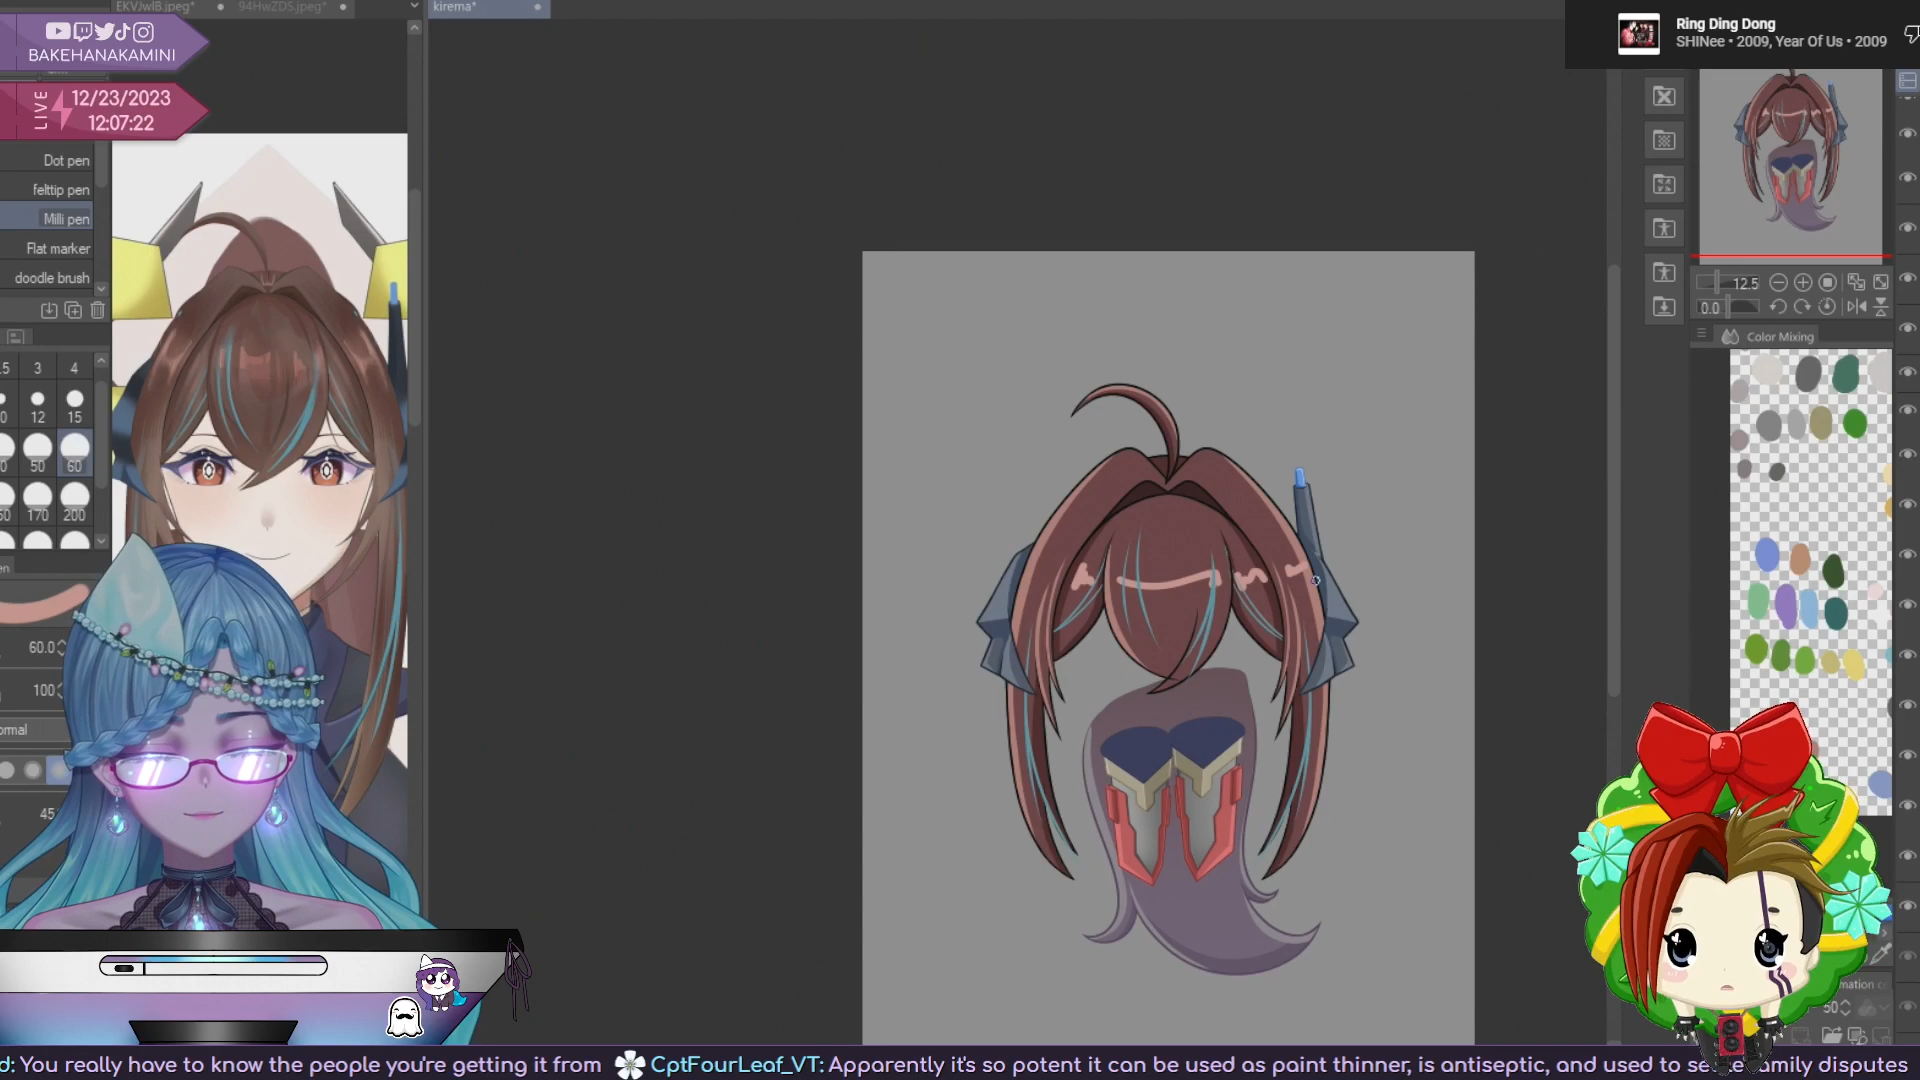 EKVJwlB.jpeg*
94HwZDS.jpeg*
kirema*
BAKEHANAKAMINI
LIVE
12/23/2023
12:07:22
Ring Ding Dong
SHINee • 2009, Year Of Us • 2009
Dot pen
felttip pen
Milli pen
Flat marker
doodle brush
3 4
12 15
50 60
170 200
60.0
100
45
12.5
0.0
Color Mixing
50
You really have to know the people you're getting it from
CptFourLeaf_VT: Apparently it's so potent it can be used as paint thinner, is antiseptic, and used to
family disputes